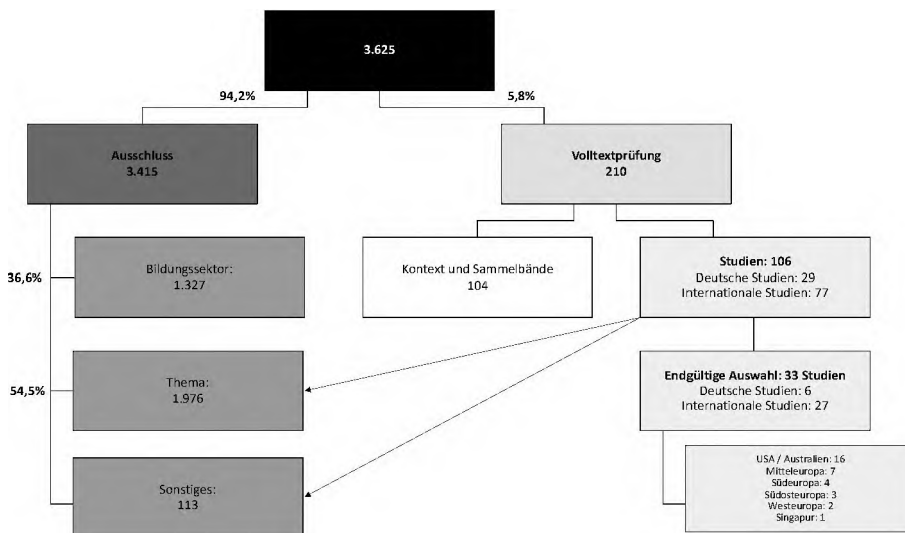 3.625
94,2%
5,8%
Ausschluss
3.415
Volltextprüfung
210
36,6%
Bildungssektor:
1.327
Kontext und Sammelbände
104
Studien: 106
Deutsche Studien: 29
Internationale Studien: 77
54,5%
Thema:
1.976
Endgültige Auswahl: 33 Studien
Deutsche Studien: 6
Internationale Studien: 27
Sonstiges:
113
USA / Australien: 16
Mitteleuropa: 7
Südeuropa: 4
Südosteuropa: 3
Westeuropa: 2
Singapur: 1